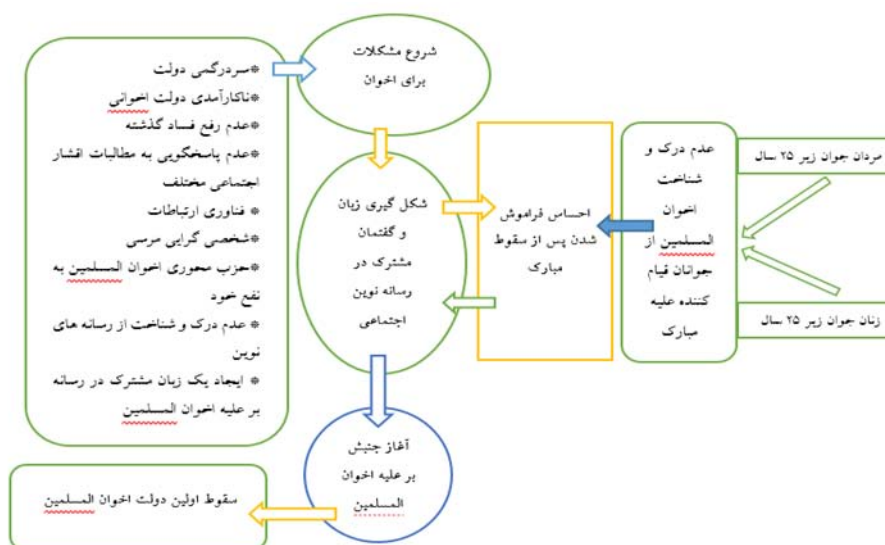 مردان جوان زیر ۲۵ سال
زنان جوان زیر ۲۵ سال
عدم درک و
شناخت
اخوان
المسلمین از
جوانان قیام
کننده علیه
مبارک
احساس فراموش
شدن پس از سقوط
مبارک
شروع مشکلات
برای اخوان
شکل گیری زبان
و گفتمان
مشترک در
رسانه نوین
اجتماعی
آغاز جنبش
بر علیه اخوان
المسلمین
*سردرگمی دولت
*ناکارآمدی دولت اخوانی
*عدم رفع فساد گذشته
*عدم پاسخگویی به مطالبات اقشار
اجتماعی مختلف
* فناوری ارتباطات
*شخصی گرایی مرسی
*حزب محوری اخوان المسلمین به
نفع خود
* عدم درک و شناخت از رسانه های
نوین
* ایجاد یک زبان مشترک در رسانه
بر علیه اخوان المسلمین
سقوط اولین دولت اخوان المسلمین